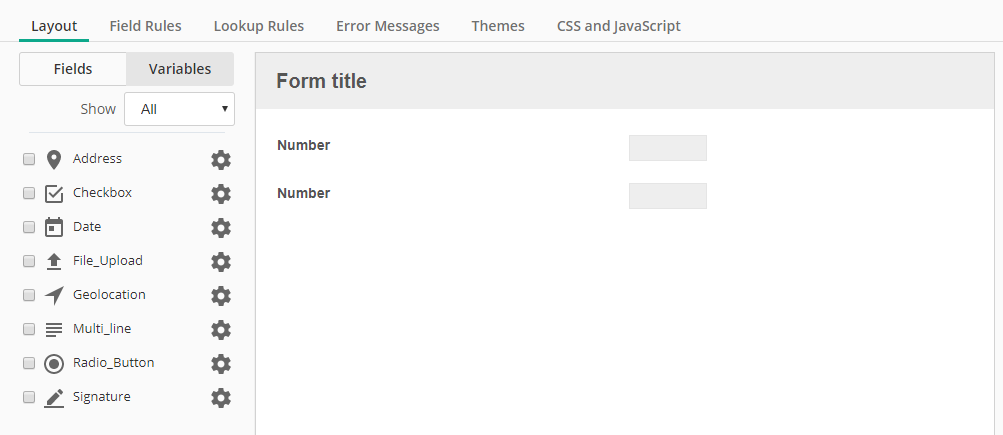 Layout Field Rules Lookup Rules Error Messages Themes CSS and JavaScript
Fields Variables
Show All
Address
Checkbox
Date
File_Upload
Geolocation
Multi_line
Radio_Button
Signature
Form title
Number
Number